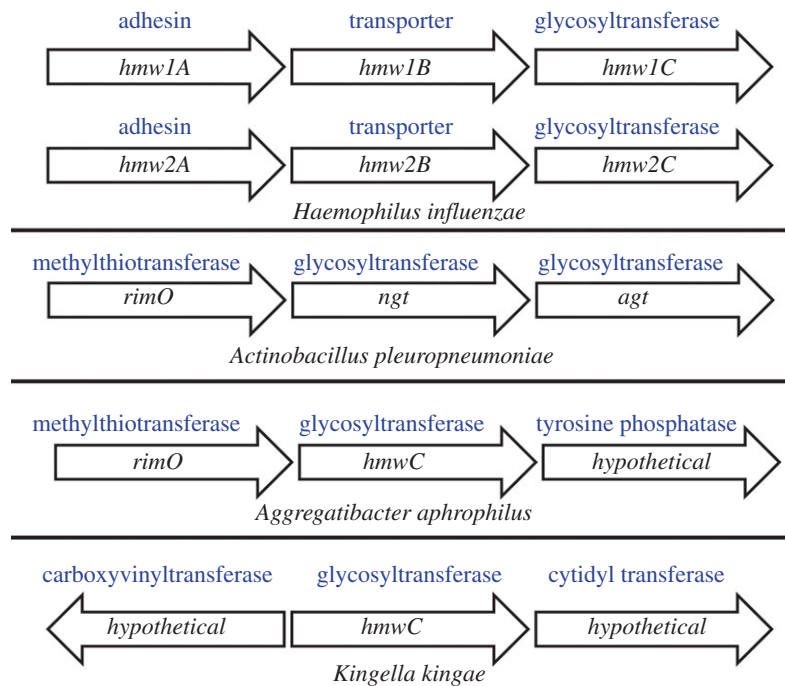 adhesin transporter glycosyltransferase
hmw1A hmw1B hmw1C
adhesin transporter glycosyltransferase
hmw2A hmw2B hmw2C
Haemophilus influenzae
methylthiotransferase glycosyltransferase glycosyltransferase
rimO ngt agt
Actinobacillus pleuropneumoniae
methylthiotransferase glycosyltransferase tyrosine phosphatase
rimO hmwC hypothetical
Aggregatibacter aphrophilus
carboxyvinyltransferase glycosyltransferase cytidyl transferase
hypothetical hmwC hypothetical
Kingella kingae